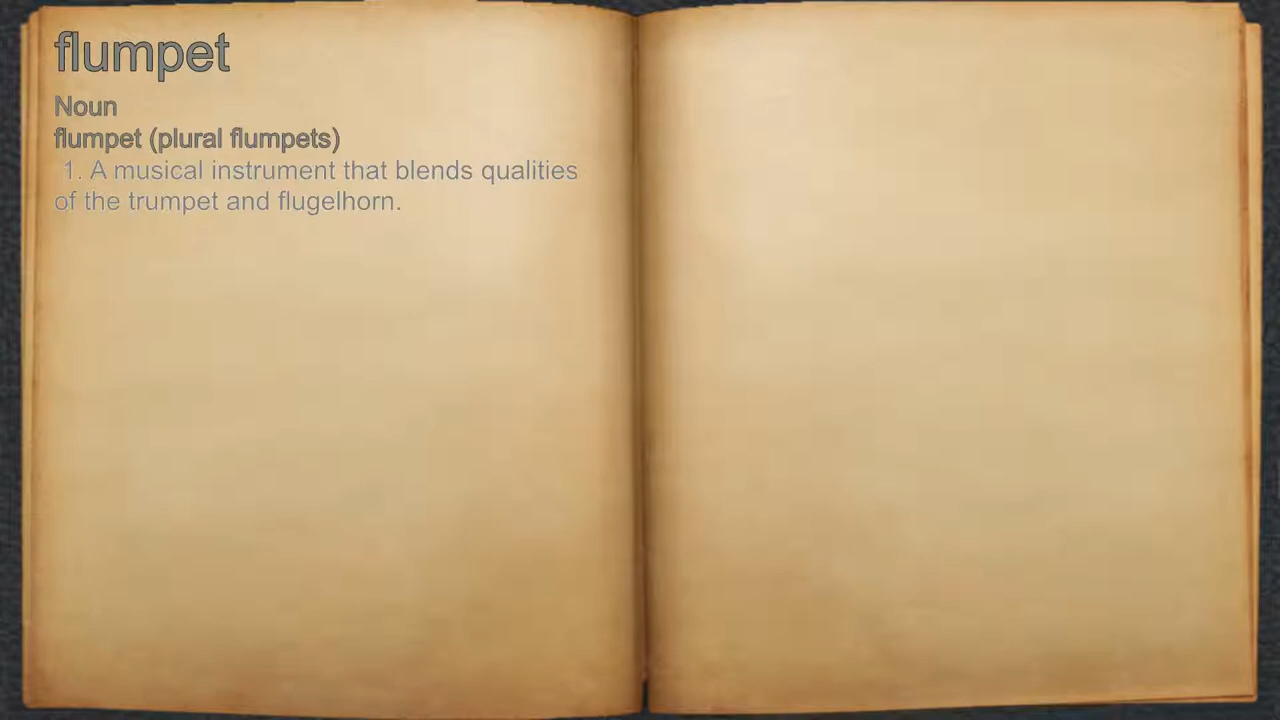 flumpet
Noun
flumpet (plural flumpets)
1. A musical instrument that blends qualities
of the trumpet and flugelhorn.